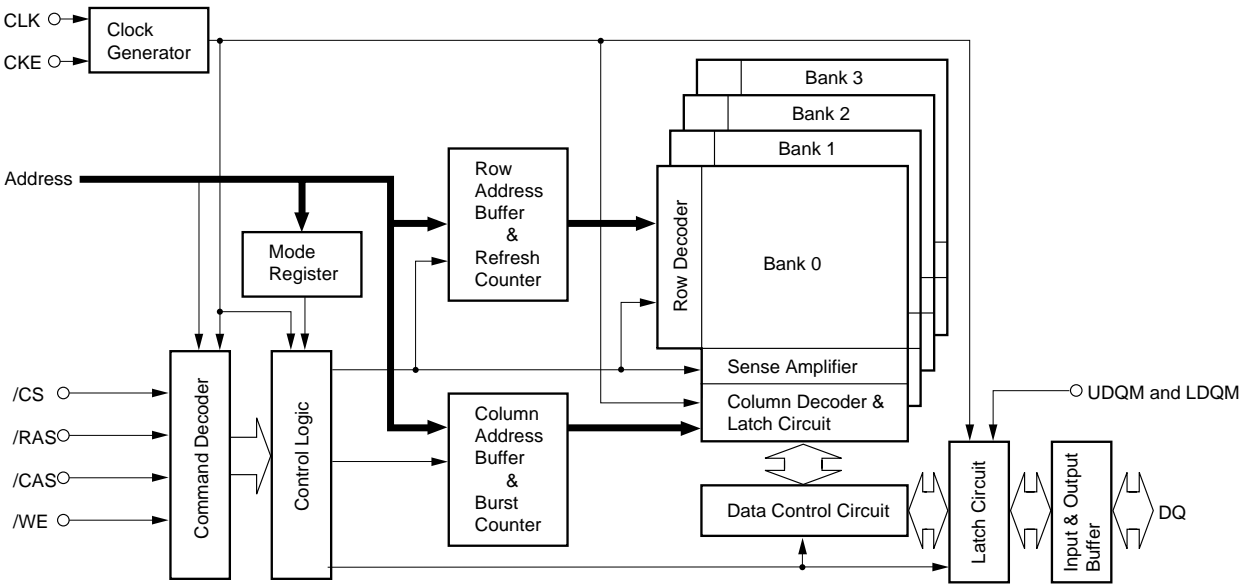 CLK
CKE
Clock
Generator
Bank 3
Bank 2
Bank 1
Bank 0
Row Decoder
Sense Amplifier
Column Decoder &
Latch Circuit
Address
Row
Address
Buffer
&
Refresh
Counter
Mode
Register
/CS
/RAS
/CAS
/WE
Command Decoder
Control Logic
Column
Address
Buffer
&
Burst
Counter
UDQM and LDQM
Data Control Circuit
Latch Circuit
Input & Output
Buffer
DQ